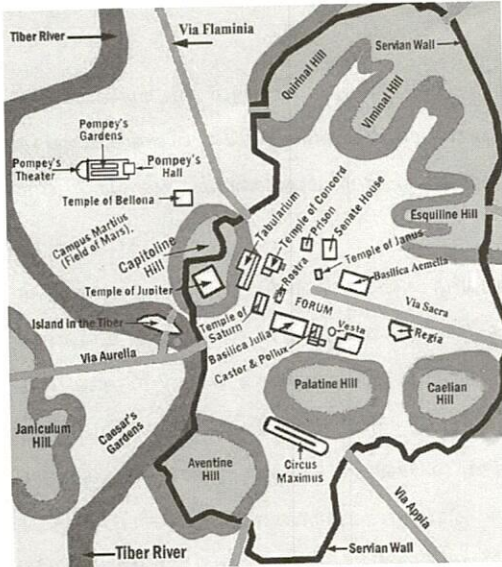 Tiber River
Via Flaminia
Servian Wall
Quirinal Hill
Viminal Hill
Pompey's
Gardens
Pompey's
Theater
Pompey's
Hall
Temple of Bellona
Campus Martius
(Field of Mars).
Capitoline
Hill
Tabularium
Temple of Concord
Prison
Senate House
Esquiline Hill
Temple of Janus
Rostra
Basilica Aemelia
Temple of Jupiter
Island in the Tiber
Temple of
Saturn
FORUM
Via Sacra
Vesta
Regia
Basilica Julia
Castor & Pollux
Via Aurelia
Palatine Hill
Caelian
Hill
Janiculum
Hill
Caesar's
Gardens
Aventine
Hill
Circus
Maximus
Via Appia
Tiber River
Servian Wall